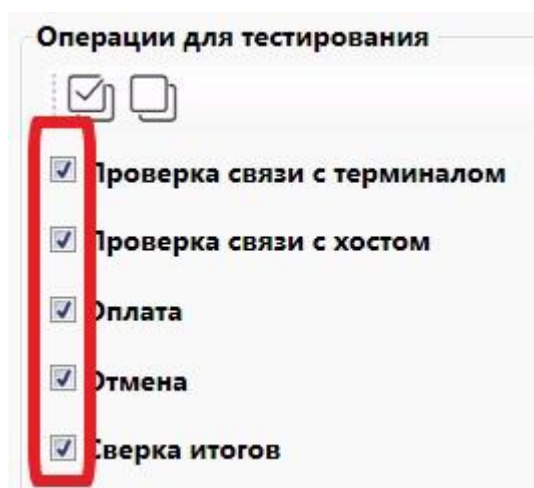 Операции для тестирования
Проверка связи с терминалом
Проверка связи с хостом
Оплата
Отмена
Сверка итогов